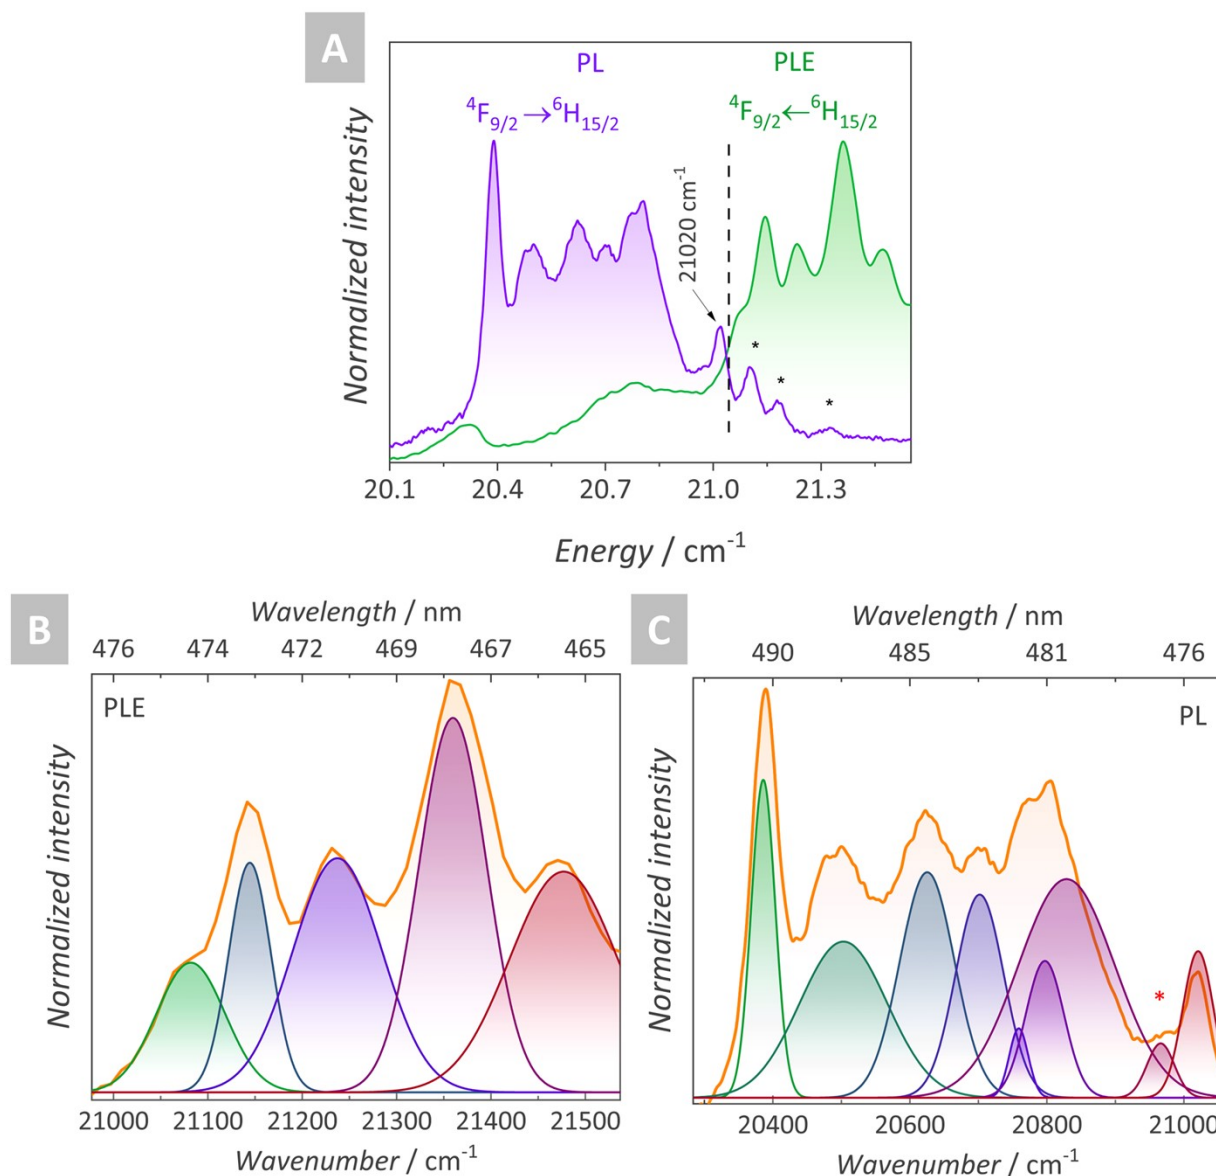 A
PL
PLE
⁴F₉/₂→⁶H₁₅/₂
⁴F₉/₂←⁶H₁₅/₂
Normalized intensity
21020 cm⁻¹
*
*
*
20.1 20.4 20.7 21.0 21.3
Energy / cm⁻¹
B
Wavelength / nm
476 474 472 469 467 465
PLE
Normalized intensity
21000 21100 21200 21300 21400 21500
Wavenumber / cm⁻¹
C
Wavelength / nm
490 485 481 476
PL
Normalized intensity
*
20400 20600 20800 21000
Wavenumber / cm⁻¹